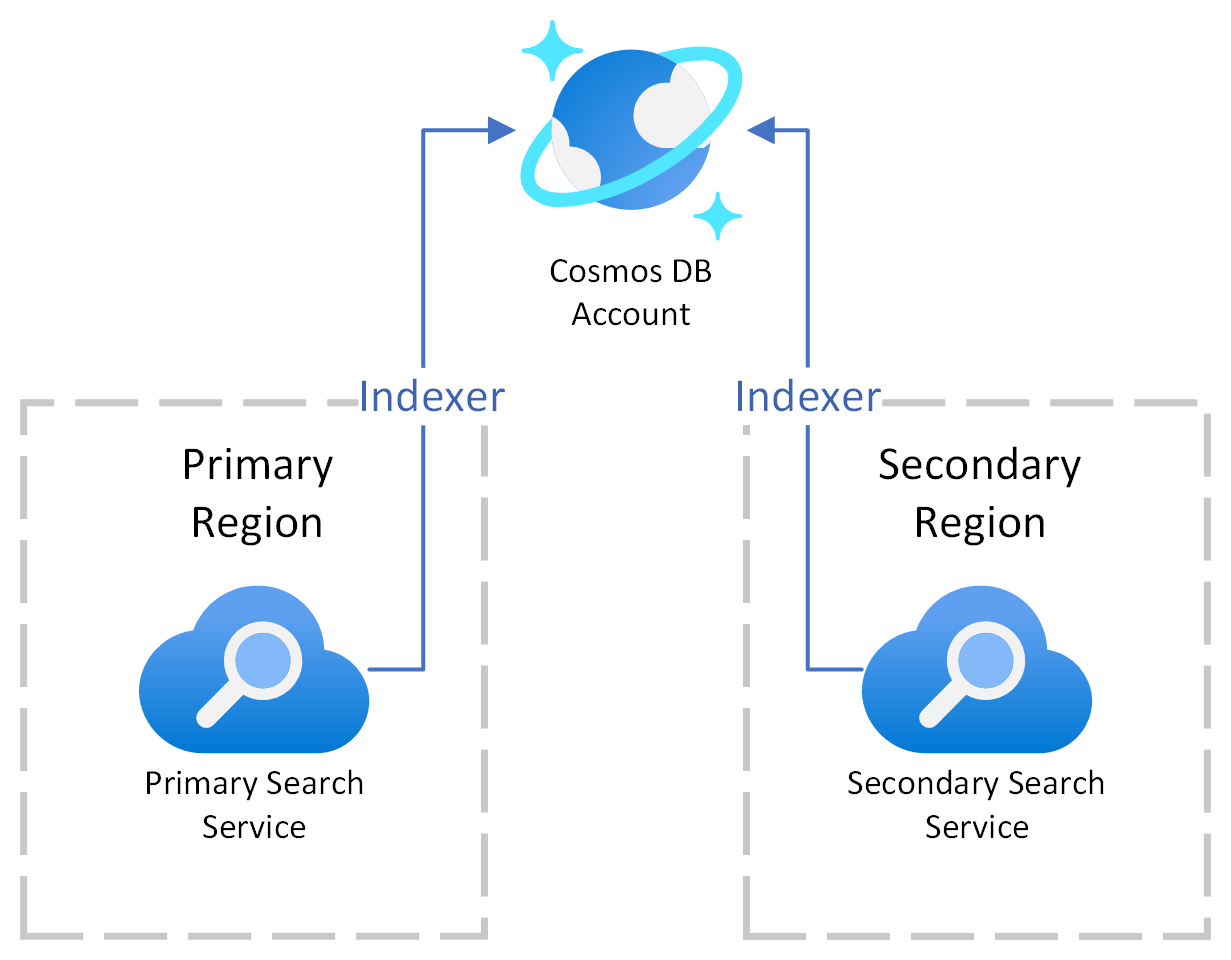 Cosmos DB
Account
Indexer
Indexer
Primary
Region
Secondary
Region
Primary Search
Service
Secondary Search
Service